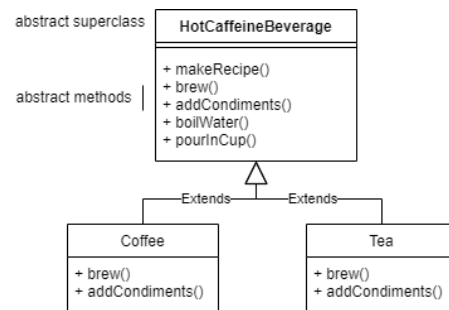 abstract superclass
HotCaffeineBeverage
+ makeRecipe()
+ brew()
abstract methods
+ addCondiments()
+ boilWater()
+ pourInCup()
Extends
Extends
Coffee
Tea
+ brew()
+ addCondiments()
+ brew()
+ addCondiments()